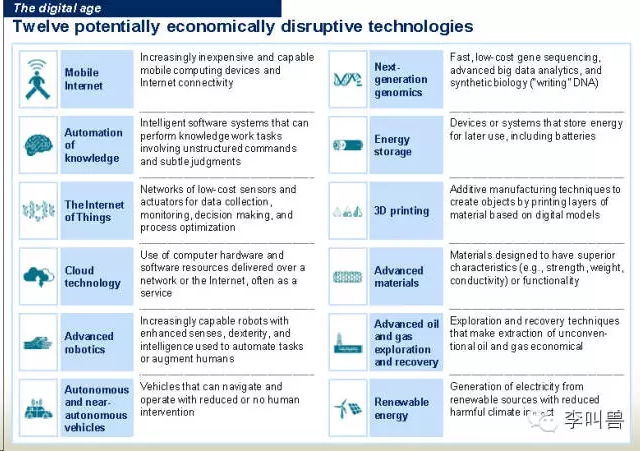 The digital age
Twelve potentially economically disruptive technologies
Mobile
Internet
Increasingly inexpensive and capable
mobile computing devices and
Internet connectivity
Automation
of
knowledge
Intelligent software systems that can
perform knowledge work tasks
involving unstructured commands
and subtle judgments
The Internet
of Things
Networks of low-cost sensors and
actuators for data collection,
monitoring, decision making, and
process optimization
Cloud
technology
Use of computer hardware and
software resources delivered over a
network or the Internet, often as a
service
Advanced
robotics
Increasingly capable robots with
enhanced senses, dexterity, and
intelligence used to automate tasks
or augment humans
Autonomous
and near-
autonomous
vehicles
Vehicles that can navigate and
operate with reduced or no human
intervention
Next-
generation
genomics
Fast, low-cost gene sequencing,
advanced big data analytics, and
synthetic biology ("writing" DNA)
Energy
storage
Devices or systems that store energy
for later use, including batteries
3D printing
Additive manufacturing techniques to
create objects by printing layers of
material based on digital models
Advanced
materials
Materials designed to have superior
characteristics (e.g., strength, weight,
conductivity) or functionality
Advanced oil
and gas
exploration
and recovery
Exploration and recovery techniques
that make extraction of unconven-
tional oil and gas economical
Renewable
energy
Generation of electricity from
renewable sources with reduced
harmful climate
李叫兽